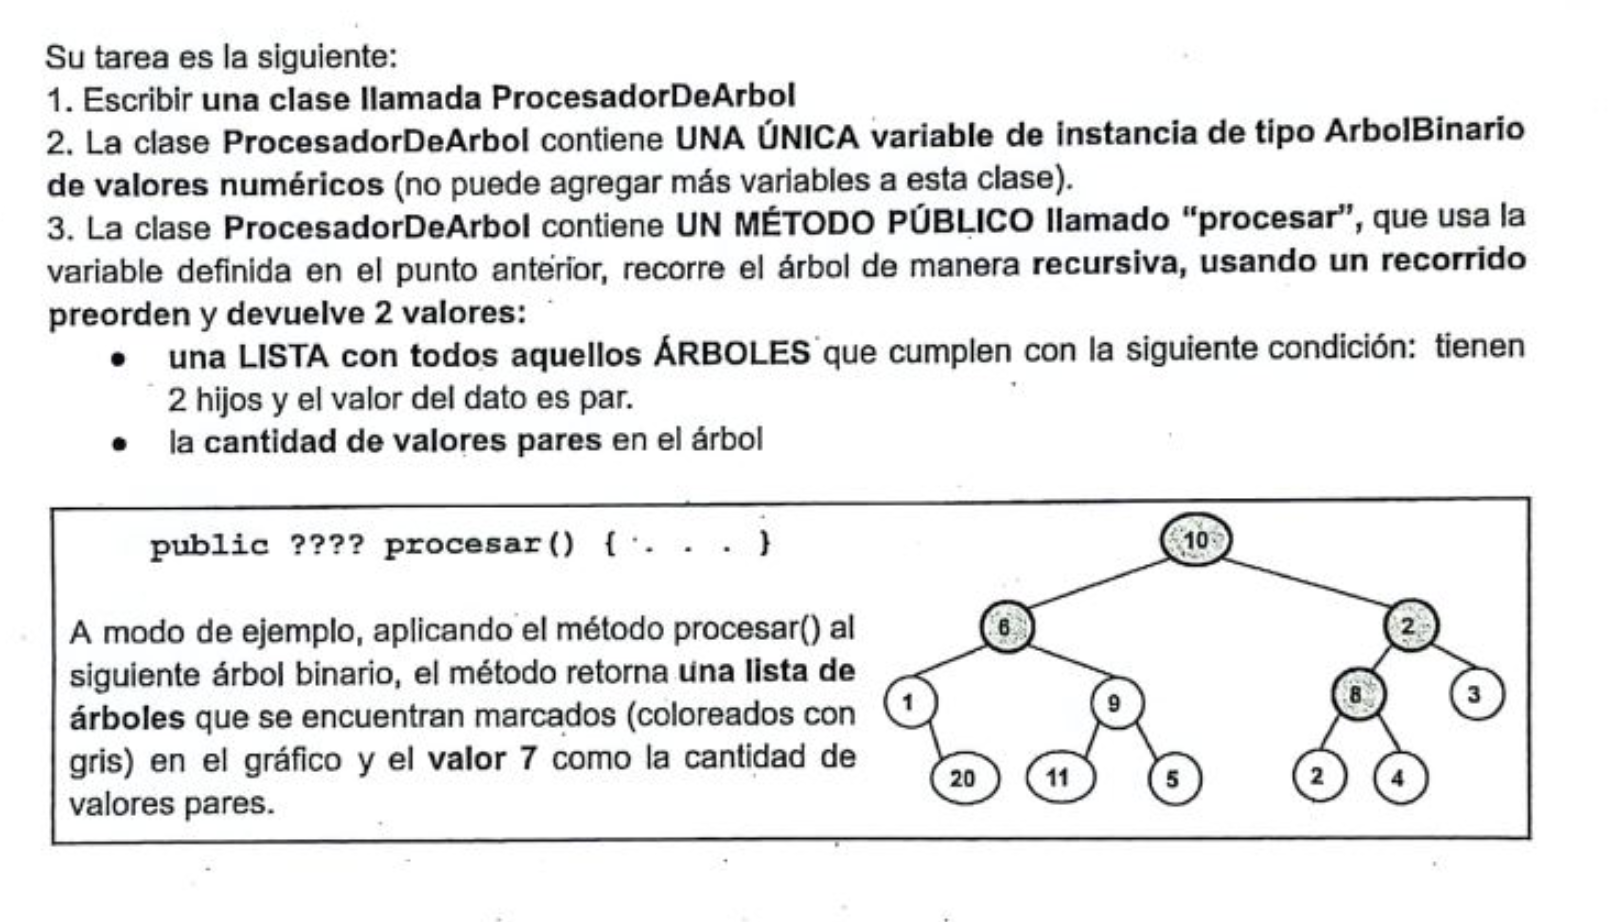 Su tarea es la siguiente:
1. Escribir una clase llamada ProcesadorDeArbol
2. La clase ProcesadorDeArbol contiene UNA ÚNICA variable de instancia de tipo ArbolBinario
de valores numéricos (no puede agregar más variables a esta clase).
3. La clase ProcesadorDeArbol contiene UN MÉTODO PÚBLICO llamado “procesar”, que usa la
variable definida en el punto anterior, recorre el árbol de manera recursiva, usando un recorrido
preorden y devuelve 2 valores:
• una LISTA con todos aquellos ÁRBOLES que cumplen con la siguiente condición: tienen
2 hijos y el valor del dato es par.
• la cantidad de valores pares en el árbol
public ???? procesar() { . . . }
A modo de ejemplo, aplicando el método procesar() al
siguiente árbol binario, el método retorna una lista de
árboles que se encuentran marcados (coloreados con
gris) en el gráfico y el valor 7 como la cantidad de
valores pares.
10
6 2
1 9 8 3
20 11 5 2 4